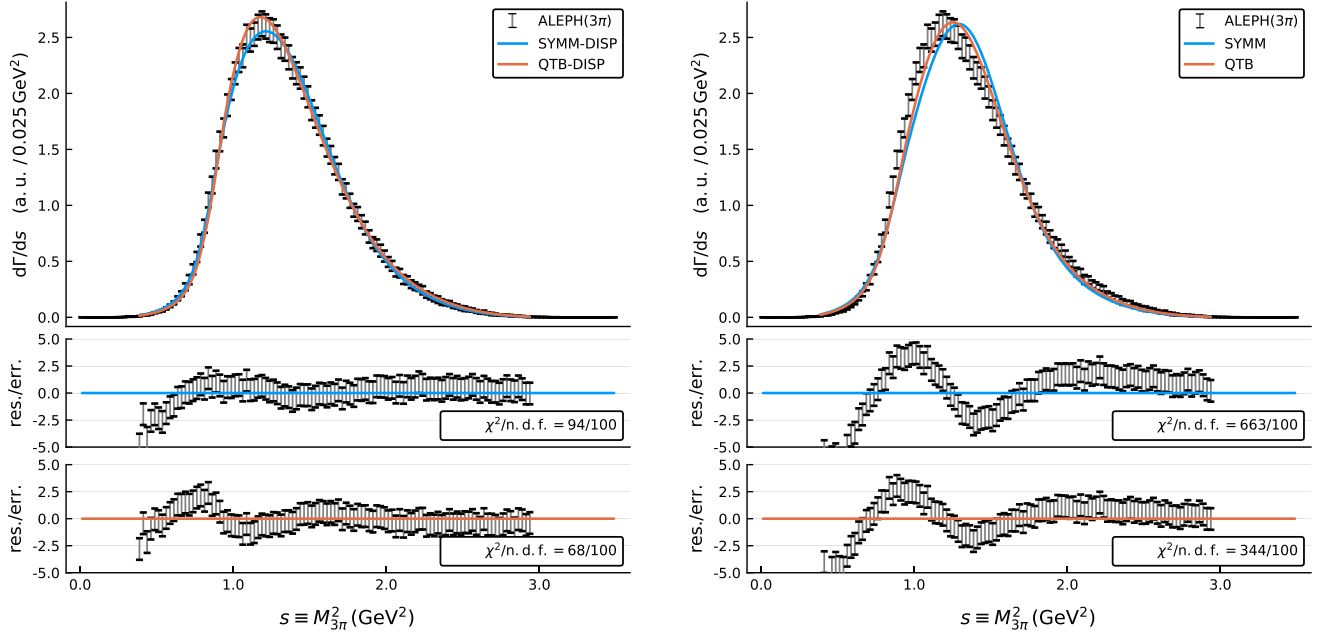 dΓ/ds (a. u. / 0.025 GeV²)
2.5
2.0
1.5
1.0
0.5
0.0
ALEPH(3π)
SYMM-DISP
QTB-DISP
res./err.
5.0
2.5
0.0
-2.5
-5.0
χ²/n. d. f. = 94/100
res./err.
5.0
2.5
0.0
-2.5
-5.0
χ²/n. d. f. = 68/100
0.0 1.0 2.0 3.0
s ≡ M²₃π (GeV²)
dΓ/ds (a. u. / 0.025 GeV²)
2.5
2.0
1.5
1.0
0.5
0.0
ALEPH(3π)
SYMM
QTB
res./err.
5.0
2.5
0.0
-2.5
-5.0
χ²/n. d. f. = 663/100
res./err.
5.0
2.5
0.0
-2.5
-5.0
χ²/n. d. f. = 344/100
0.0 1.0 2.0 3.0
s ≡ M²₃π (GeV²)